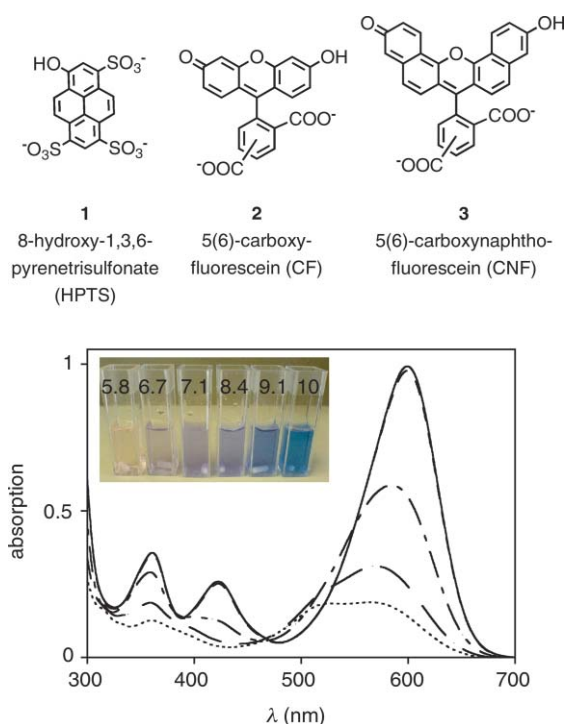 HO SO₃⁻
⁻O₃S SO₃⁻
O O OH
COO⁻
⁻OOC
O O OH
COO⁻
⁻OOC
1 2 3
8-hydroxy-1,3,6- 5(6)-carboxy- 5(6)-carboxynaphtho-
pyrenetrisulfonate fluorescein (CF) fluorescein (CNF)
(HPTS)
1
5.8 6.7 7.1 8.4 9.1 10
absorption
0.5
0
300 400 500 600 700
λ (nm)